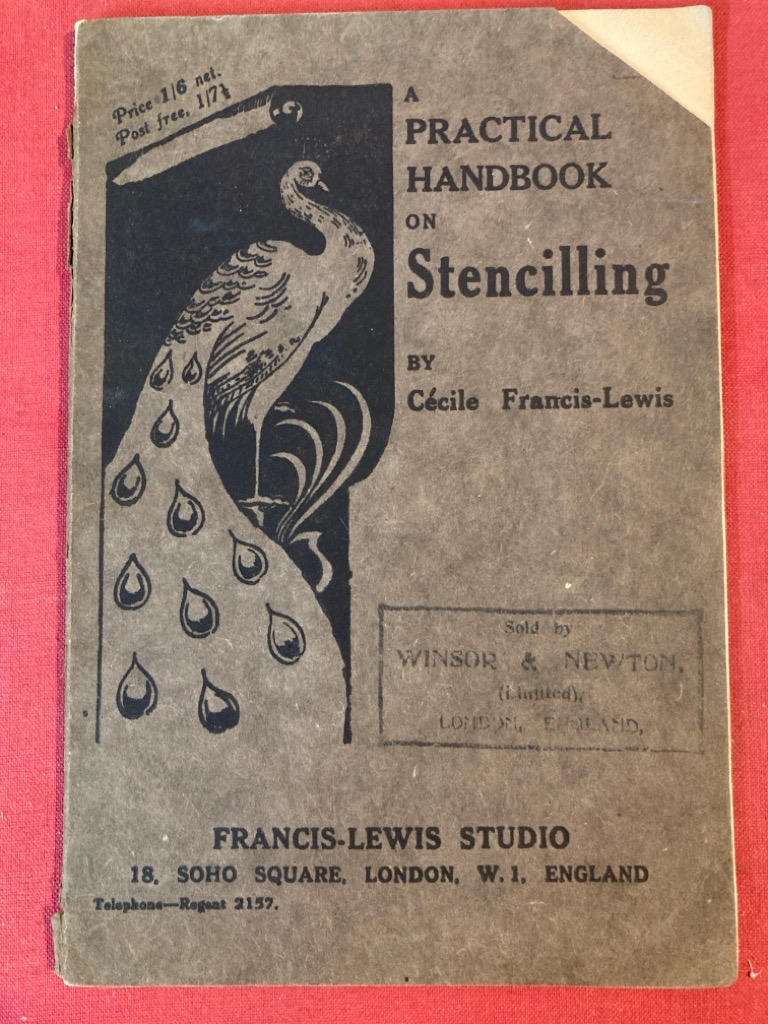 Price 1/6 net.
Post free, 1/7½
A
PRACTICAL
HANDBOOK
ON
Stencilling
BY
Cécile Francis-Lewis
Sold by
WINSOR & NEWTON,
(Limited),
LONDON, ENGLAND,
FRANCIS-LEWIS STUDIO
18, SOHO SQUARE, LONDON, W.1, ENGLAND
Telephone—Regent 2157.